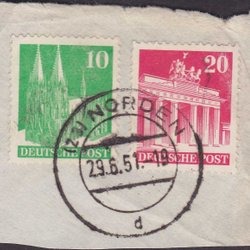 10
DEUTSCHE POST
20
DEUTSCHE POST
NORDEN
29.6.51.
d